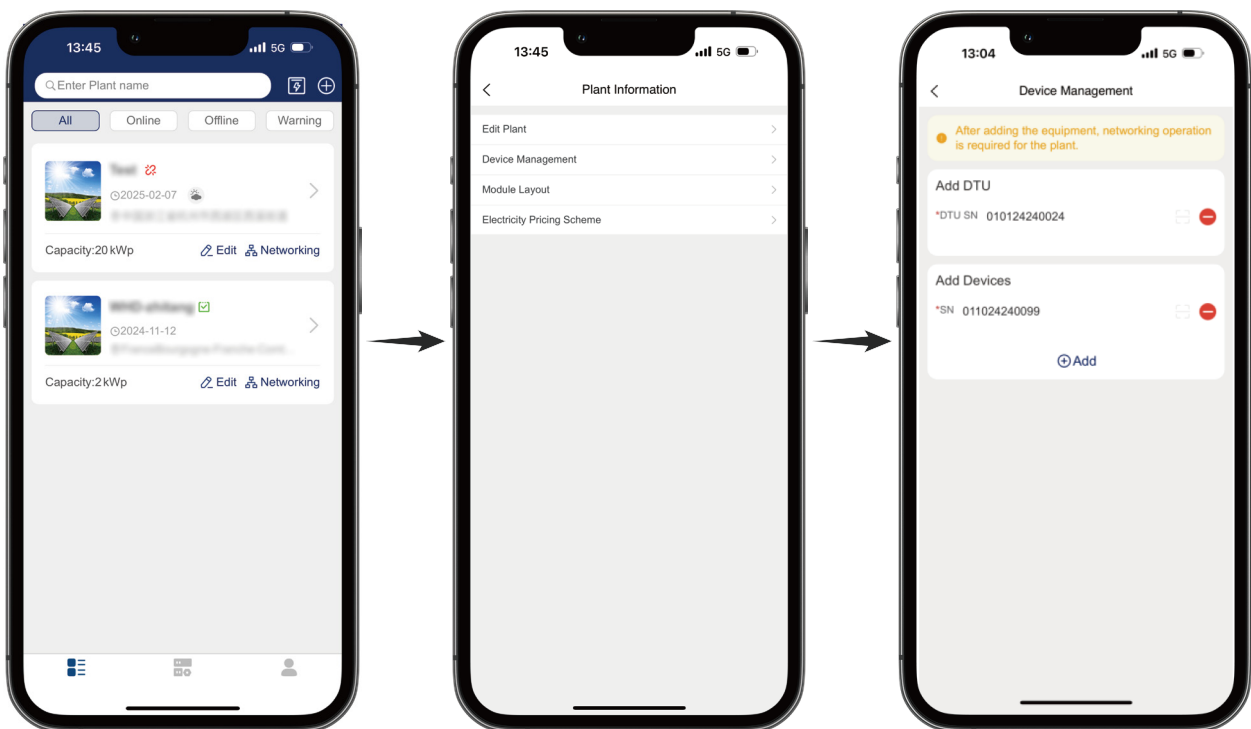 13:45
5G
Enter Plant name
All
Online
Offline
Warning
Test
2025-02-07
Capacity:20 kWp
Edit
Networking
2024-11-12
Capacity:2 kWp
Edit
Networking
13:45
5G
Plant Information
Edit Plant
Device Management
Module Layout
Electricity Pricing Scheme
13:04
5G
Device Management
After adding the equipment, networking operation
is required for the plant.
Add DTU
*DTU SN 010124240024
Add Devices
*SN 011024240099
Add